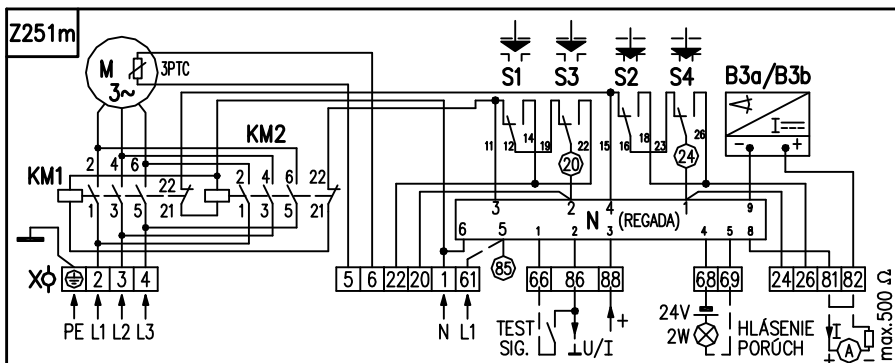 Z251m
M
3~
3PTC
S1 S3 S2 S4 B3a/B3b
I
- +
11 12 14 19 22 15 16 18 23 26
20 24
KM2
KM1
2 4 6 22 2 4 6 22
1 3 5 21 1 3 5 21
3 2 4 1 9
N (REGADA)
6 5 1 2 3 4 5 8
85
X 2 3 4 5 6 22 20 1 61 66 86 88 68 69 24 26 81 82
PE L1 L2 L3 N L1
TEST
SIG.
⊥U/I
+
24V
2W
HLÁSENIE
PORÚCH
I
A
+ -
max.500 Ω